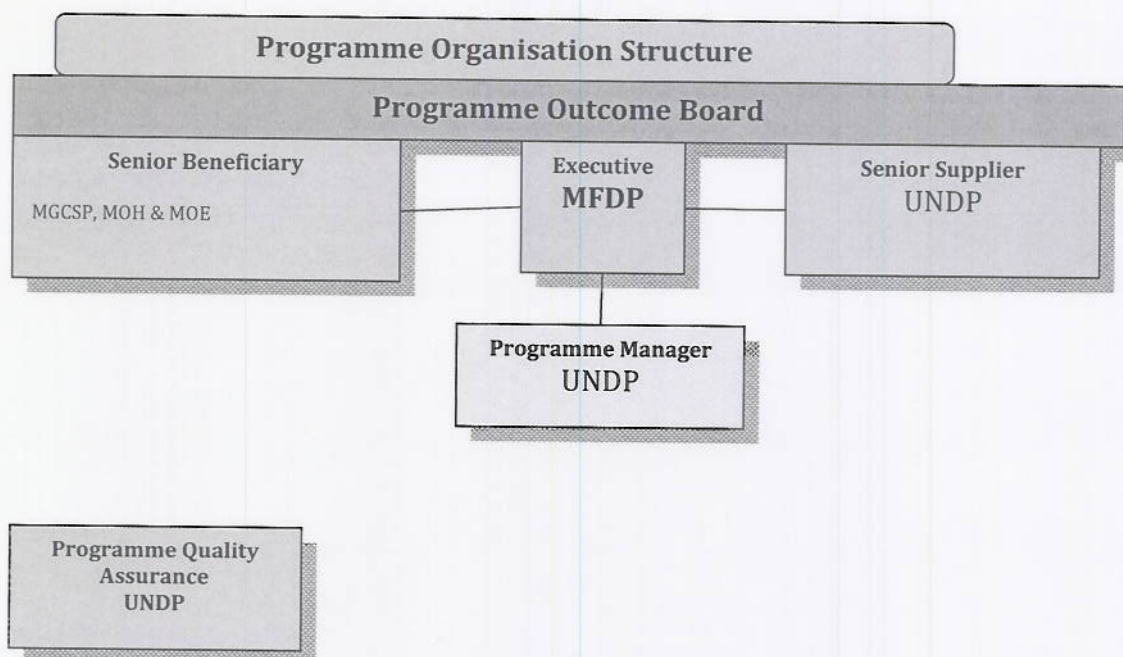 Programme Organisation Structure
Programme Outcome Board
Senior Beneficiary
MGCSP, MOH & MOE
Executive
MFDP
Senior Supplier
UNDP
Programme Manager
UNDP
Programme Quality
Assurance
UNDP